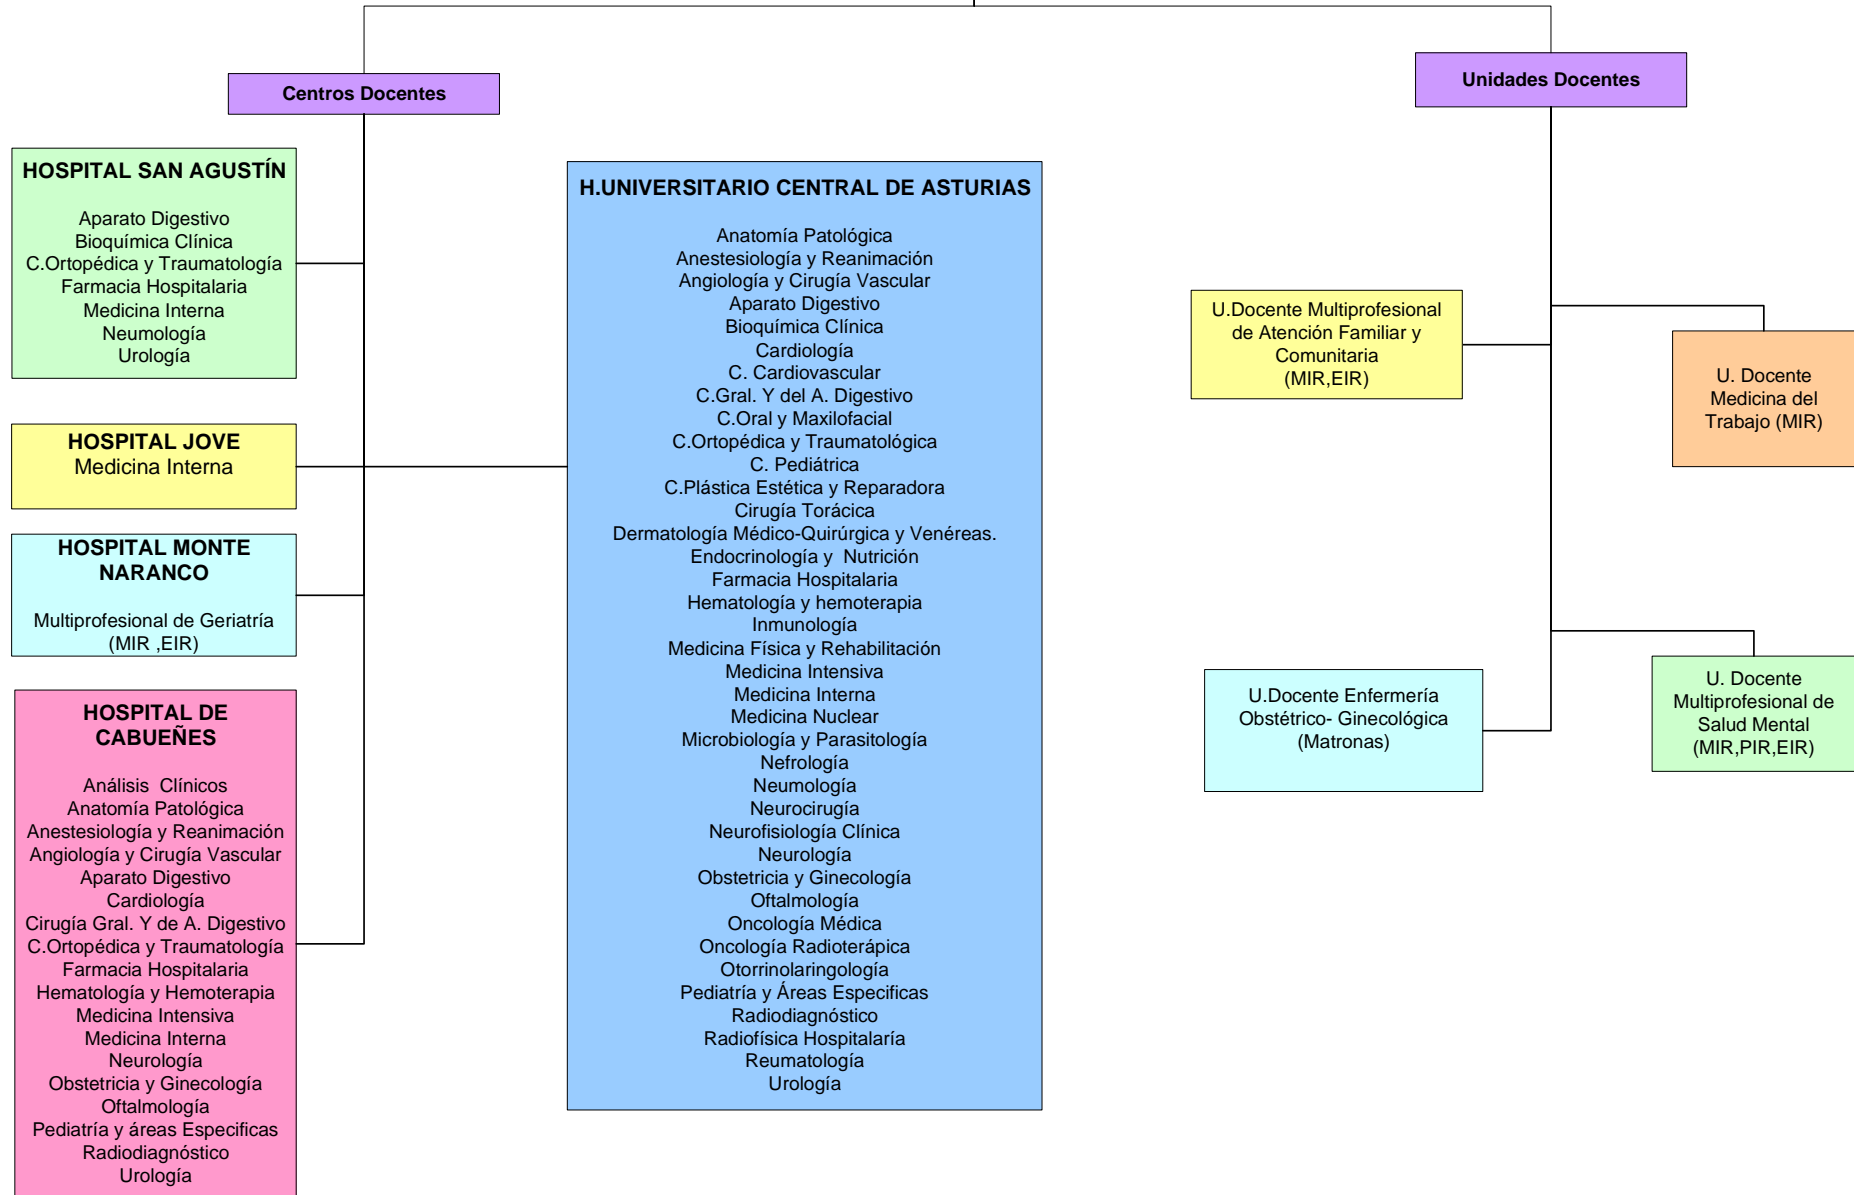 Centros Docentes
HOSPITAL SAN AGUSTÍN
Aparato Digestivo
Bioquímica Clínica
C.Ortopédica y Traumatología
Farmacia Hospitalaria
Medicina Interna
Neumología
Urología
HOSPITAL JOVE
Medicina Interna
HOSPITAL MONTE
NARANCO
Multiprofesional de Geriatría
(MIR ,EIR)
HOSPITAL DE
CABUEÑES
Análisis  Clínicos
Anatomía Patológica
Anestesiología y Reanimación
Angiología y Cirugía Vascular
Aparato Digestivo
Cardiología
Cirugía Gral. Y de A. Digestivo
C.Ortopédica y Traumatología
Farmacia Hospitalaria
Hematología y Hemoterapia
Medicina Intensiva
Medicina Interna
Neurología
Obstetricia y Ginecología
Oftalmología
Pediatría y áreas Especificas
Radiodiagnóstico
Urología
H.UNIVERSITARIO CENTRAL DE ASTURIAS
Anatomía Patológica
Anestesiología y Reanimación
Angiología y Cirugía Vascular
Aparato Digestivo
Bioquímica Clínica
Cardiología
C. Cardiovascular
C.Gral. Y del A. Digestivo
C.Oral y Maxilofacial
C.Ortopédica y Traumatológica
C. Pediátrica
C.Plástica Estética y Reparadora
Cirugía Torácica
Dermatología Médico-Quirúrgica y Venéreas.
Endocrinología y  Nutrición
Farmacia Hospitalaria
Hematología y hemoterapia
Inmunología
Medicina Física y Rehabilitación
Medicina Intensiva
Medicina Interna
Medicina Nuclear
Microbiología y Parasitología
Nefrología
Neumología
Neurocirugía
Neurofisiología Clínica
Neurología
Obstetricia y Ginecología
Oftalmología
Oncología Médica
Oncología Radioterápica
Otorrinolaringología
Pediatría y Áreas Especificas
Radiodiagnóstico
Radiofísica Hospitalaría
Reumatología
Urología
Unidades Docentes
U.Docente Multiprofesional
de Atención Familiar y
Comunitaria
(MIR,EIR)
U. Docente
Medicina del
Trabajo (MIR)
U.Docente Enfermería
Obstétrico- Ginecológica
(Matronas)
U. Docente
Multiprofesional de
Salud Mental
(MIR,PIR,EIR)